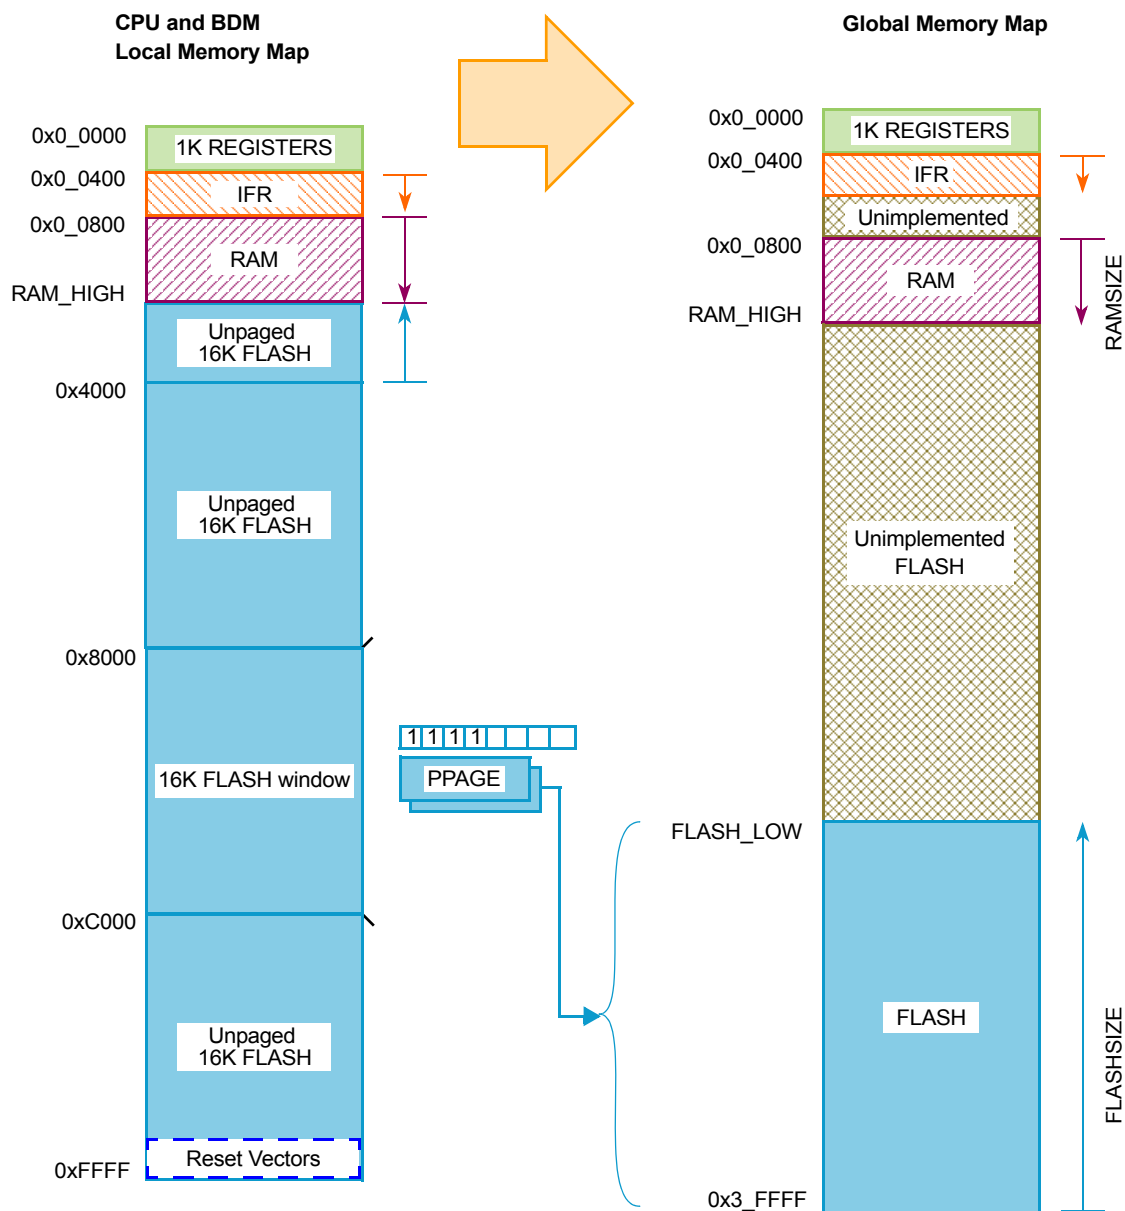 CPU and BDM
Local Memory Map
0x0_0000
1K REGISTERS
0x0_0400
IFR
0x0_0800
RAM
RAM_HIGH
Unpaged
16K FLASH
0x4000
Unpaged
16K FLASH
0x8000
16K FLASH window
1 1 1 1
PPAGE
0xC000
Unpaged
16K FLASH
Reset Vectors
0xFFFF
Global Memory Map
0x0_0000
1K REGISTERS
0x0_0400
IFR
Unimplemented
0x0_0800
RAM
RAM_HIGH
RAMSIZE
Unimplemented
FLASH
FLASH_LOW
FLASH
FLASHSIZE
0x3_FFFF